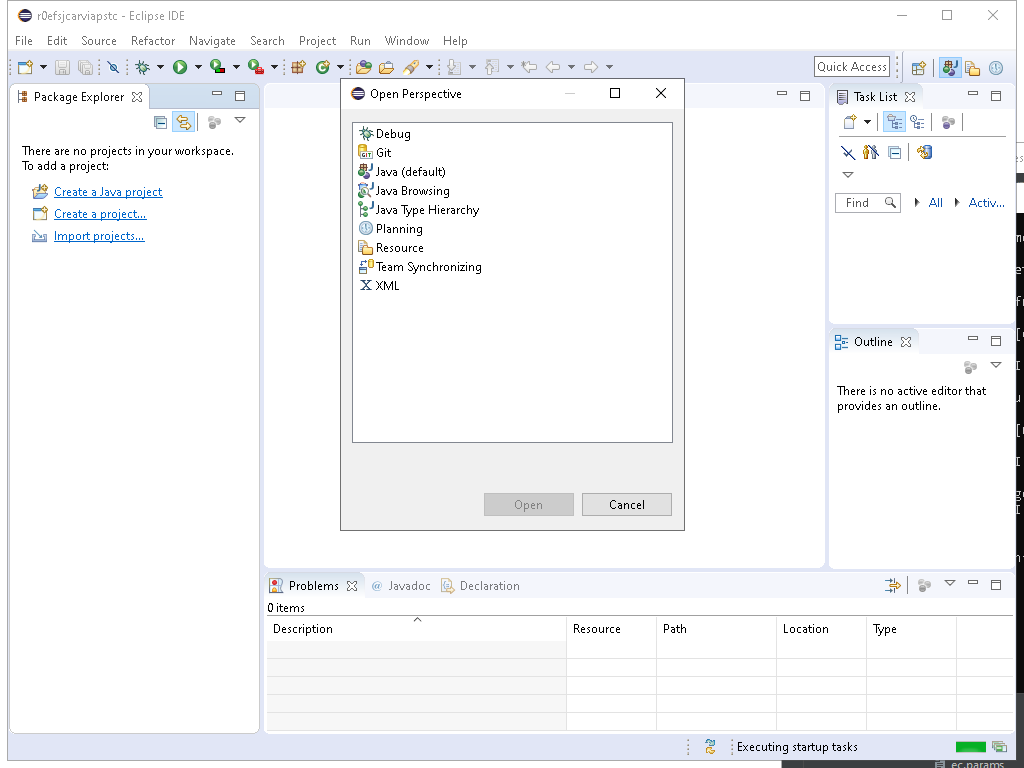 r0efsjcarviapstc - Eclipse IDE
File Edit Source Refactor Navigate Search Project Run Window Help
Quick Access
Package Explorer
There are no projects in your workspace.
To add a project:
Create a Java project
Create a project...
Import projects...
Open Perspective
Debug
Git
Java (default)
Java Browsing
Java Type Hierarchy
Planning
Resource
Team Synchronizing
XML
Open Cancel
Task List
Find All Activ...
Outline
There is no active editor that
provides an outline.
Problems @ Javadoc Declaration
0 items
Description Resource Path Location Type
Executing startup tasks
ec.params